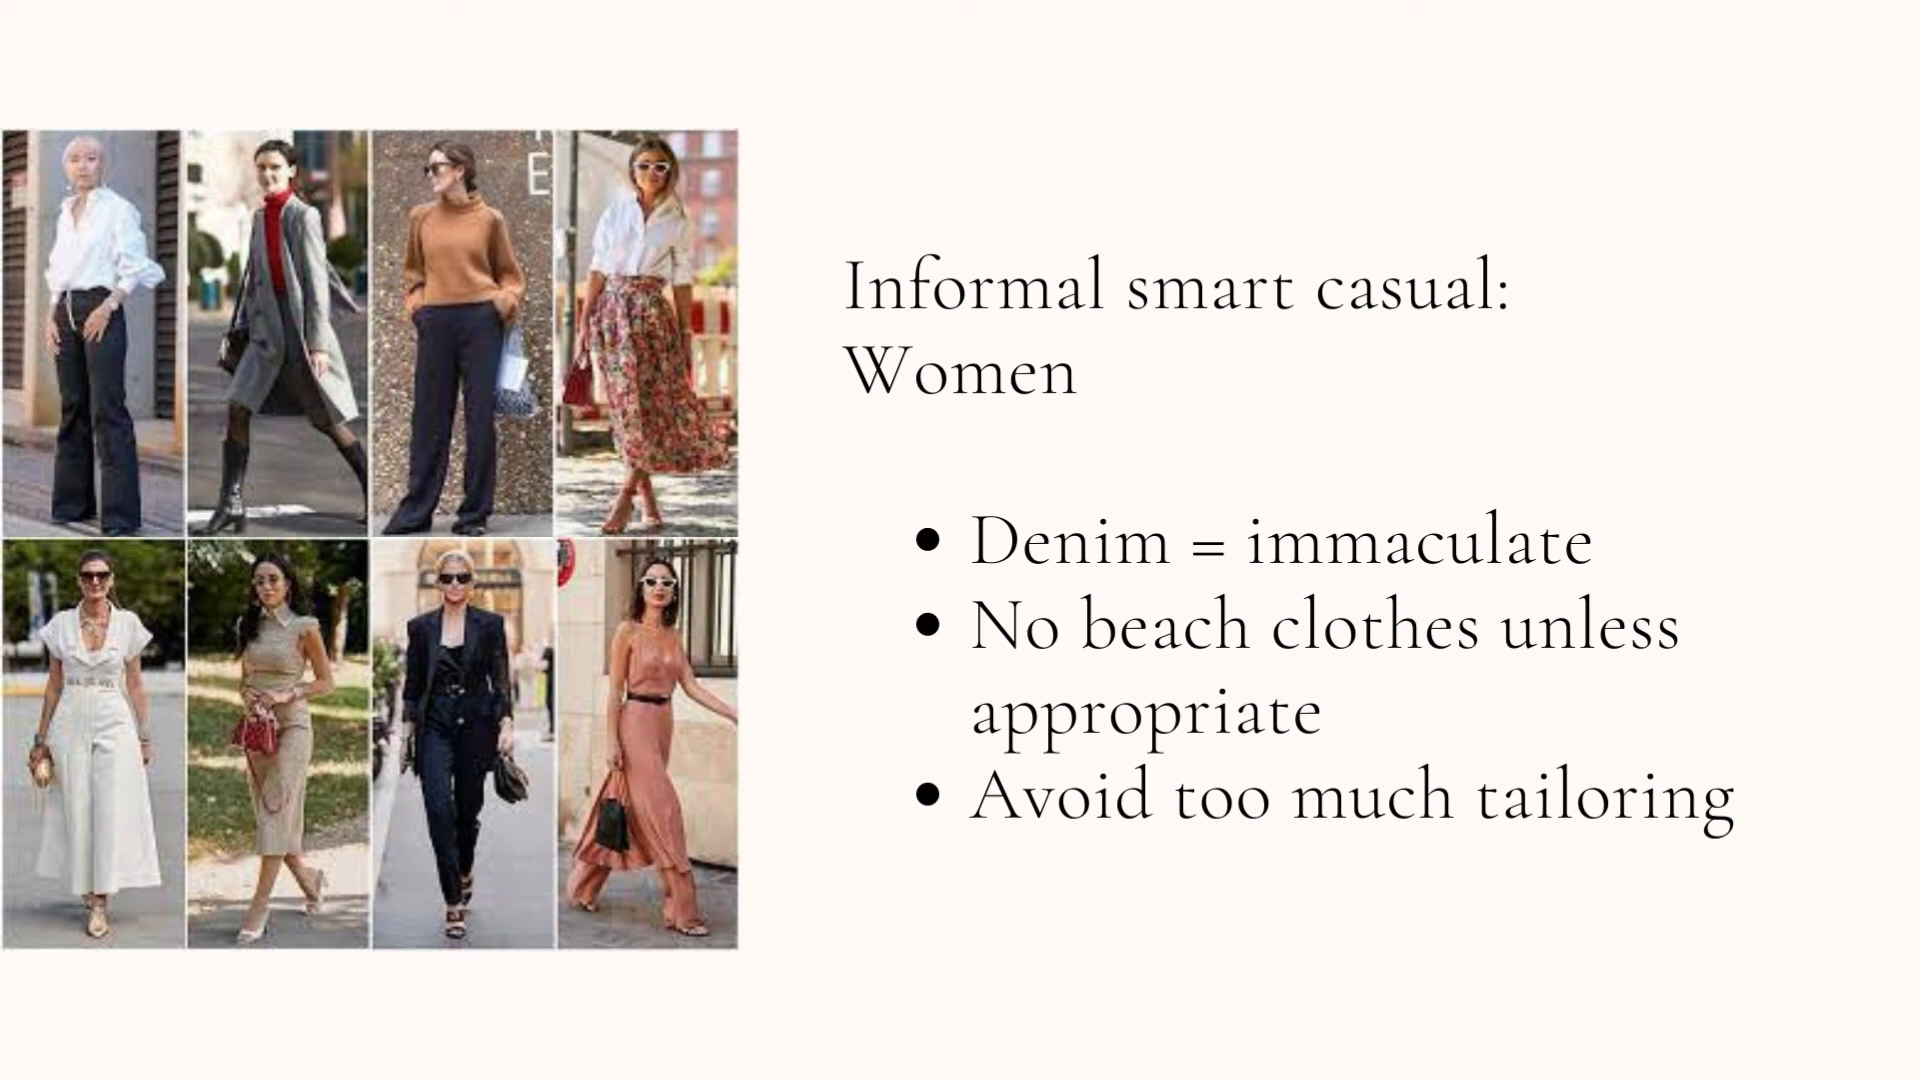 E
Informal smart casual:
Women
• Denim = immaculate
• No beach clothes unless
appropriate
• Avoid too much tailoring